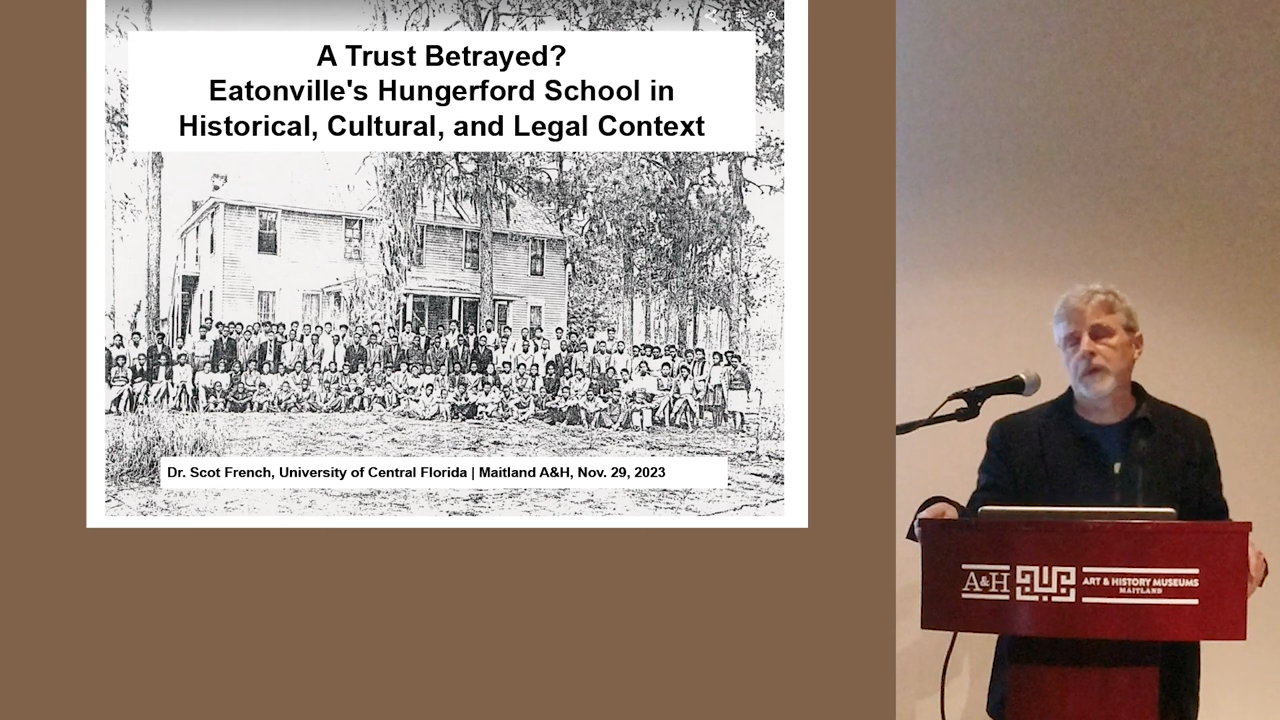 A Trust Betrayed?
Eatonville's Hungerford School in
Historical, Cultural, and Legal Context
Dr. Scot French, University of Central Florida | Maitland A&H, Nov. 29, 2023
A&H
ART & HISTORY MUSEUMS
MAITLAND